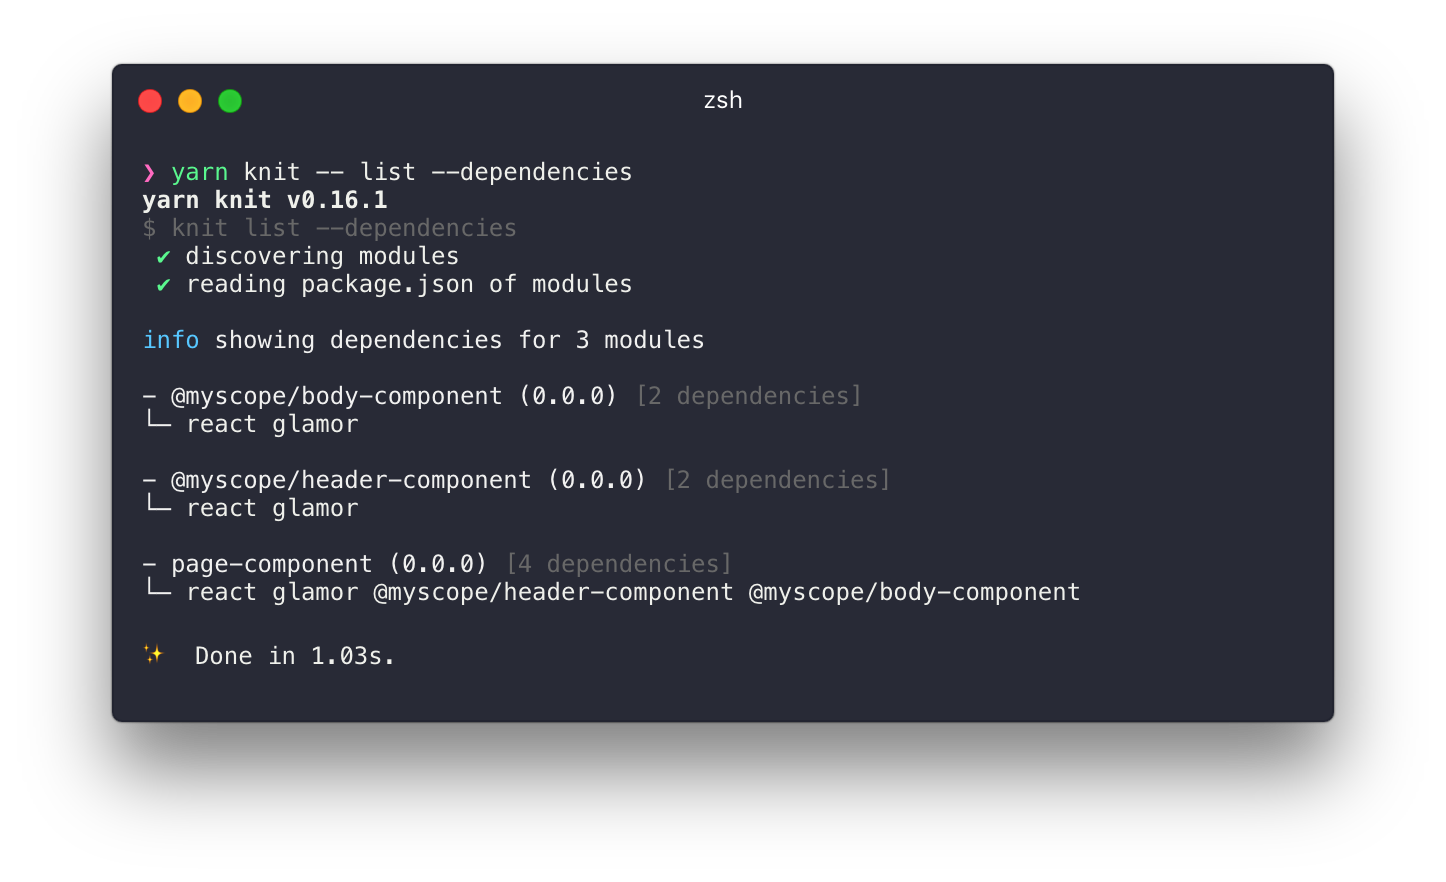 zsh
❯ yarn knit -- list --dependencies
yarn knit v0.16.1
$ knit list --dependencies
✔ discovering modules
✔ reading package.json of modules
info showing dependencies for 3 modules
- @myscope/body-component (0.0.0) [2 dependencies]
└─ react glamor
- @myscope/header-component (0.0.0) [2 dependencies]
└─ react glamor
- page-component (0.0.0) [4 dependencies]
└─ react glamor @myscope/header-component @myscope/body-component
✨ Done in 1.03s.